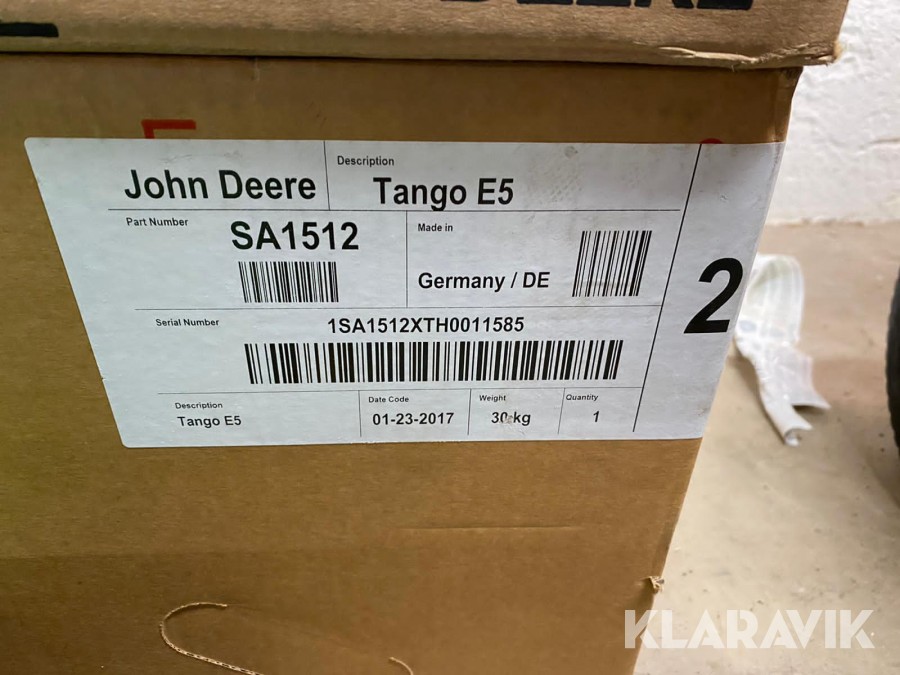 John Deere
Description
Tango E5
Part Number
SA1512
Made in
Germany / DE
2
Serial Number
1SA1512XTH0011585
Description
Tango E5
Date Code
01-23-2017
Weight
30 kg
Quantity
1
KLARAVIK